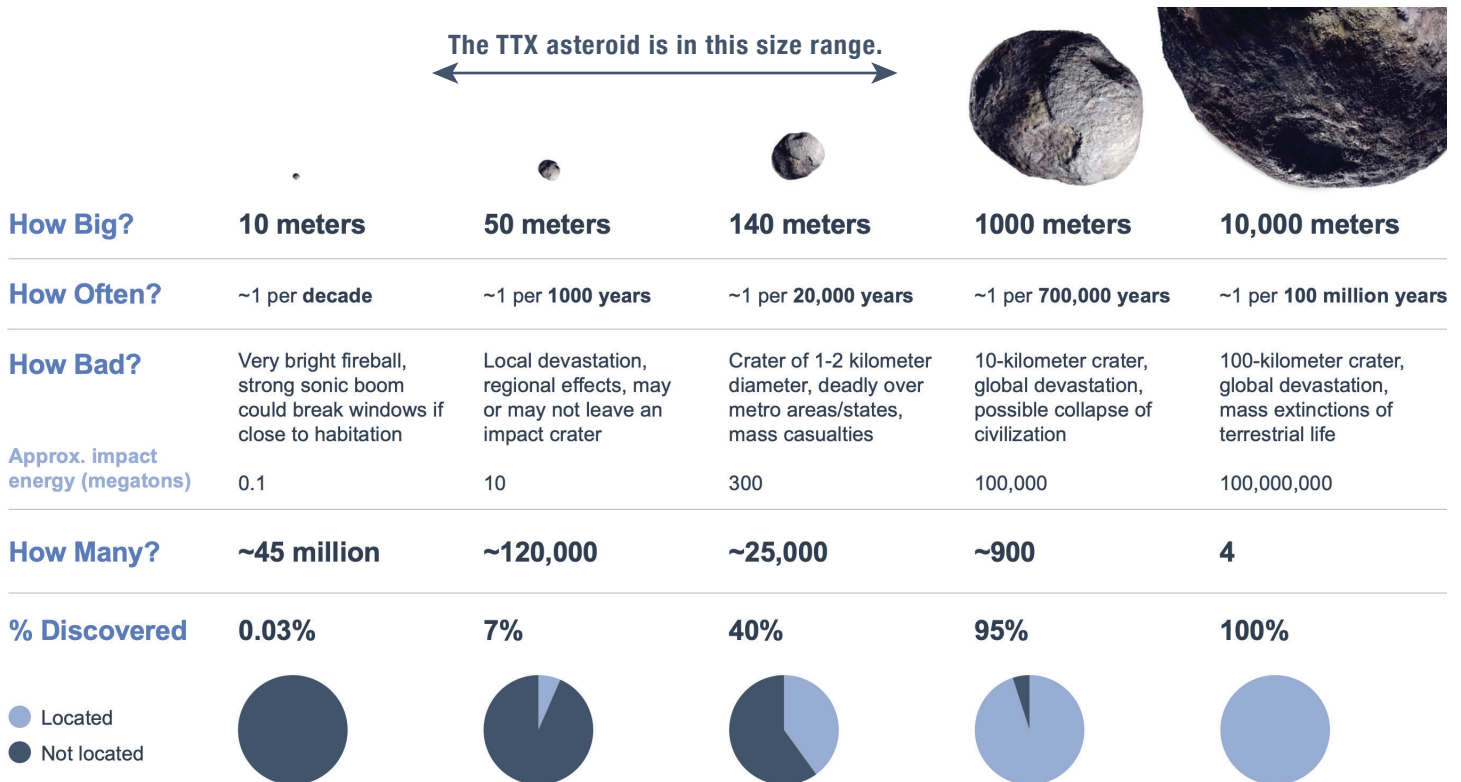 The TTX asteroid is in this size range.
How Big?
10 meters
50 meters
140 meters
1000 meters
10,000 meters
How Often?
~1 per decade
~1 per 1000 years
~1 per 20,000 years
~1 per 700,000 years
~1 per 100 million years
How Bad?
Very bright fireball,
strong sonic boom
could break windows if
close to habitation
Local devastation,
regional effects, may
or may not leave an
impact crater
Crater of 1-2 kilometer
diameter, deadly over
metro areas/states,
mass casualties
10-kilometer crater,
global devastation,
possible collapse of
civilization
100-kilometer crater,
global devastation,
mass extinctions of
terrestrial life
Approx. impact
energy (megatons)
0.1
10
300
100,000
100,000,000
How Many?
~45 million
~120,000
~25,000
~900
4
% Discovered
0.03%
7%
40%
95%
100%
Located
Not located